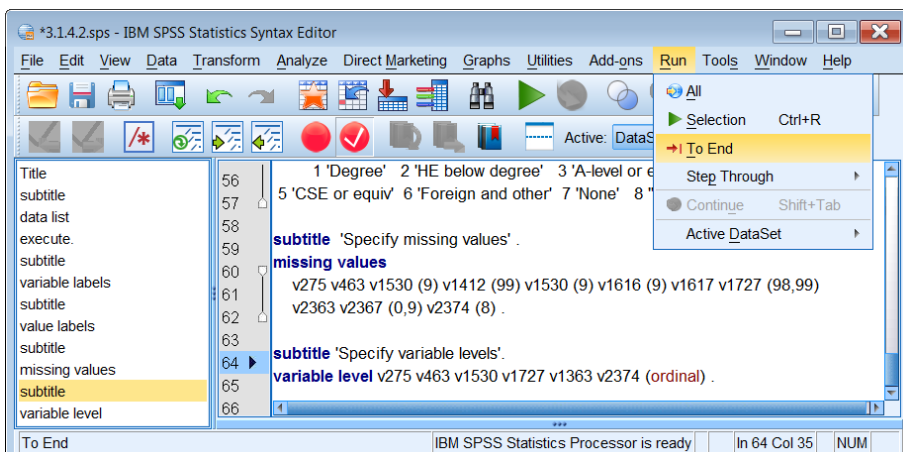 *3.1.4.2.sps - IBM SPSS Statistics Syntax Editor
File Edit View Data Transform Analyze Direct Marketing Graphs Utilities Add-ons Run Tools Window Help
All
Selection Ctrl+R
To End
Step Through
Continue Shift+Tab
Active DataSet
/*
Active: DataS
Title
subtitle
data list
execute.
subtitle
variable labels
subtitle
value labels
subtitle
missing values
subtitle
variable level
56 1 'Degree' 2 'HE below degree' 3 'A-level or e
57 5 'CSE or equiv' 6 'Foreign and other' 7 'None' 8 "
58
59 subtitle 'Specify missing values' .
60 missing values
61 v275 v463 v1530 (9) v1412 (99) v1530 (9) v1616 (9) v1617 v1727 (98,99)
62 v2363 v2367 (0,9) v2374 (8) .
63
64 subtitle 'Specify variable levels'.
65 variable level v275 v463 v1530 v1727 v1363 v2374 (ordinal) .
66
To End IBM SPSS Statistics Processor is ready In 64 Col 35 NUM